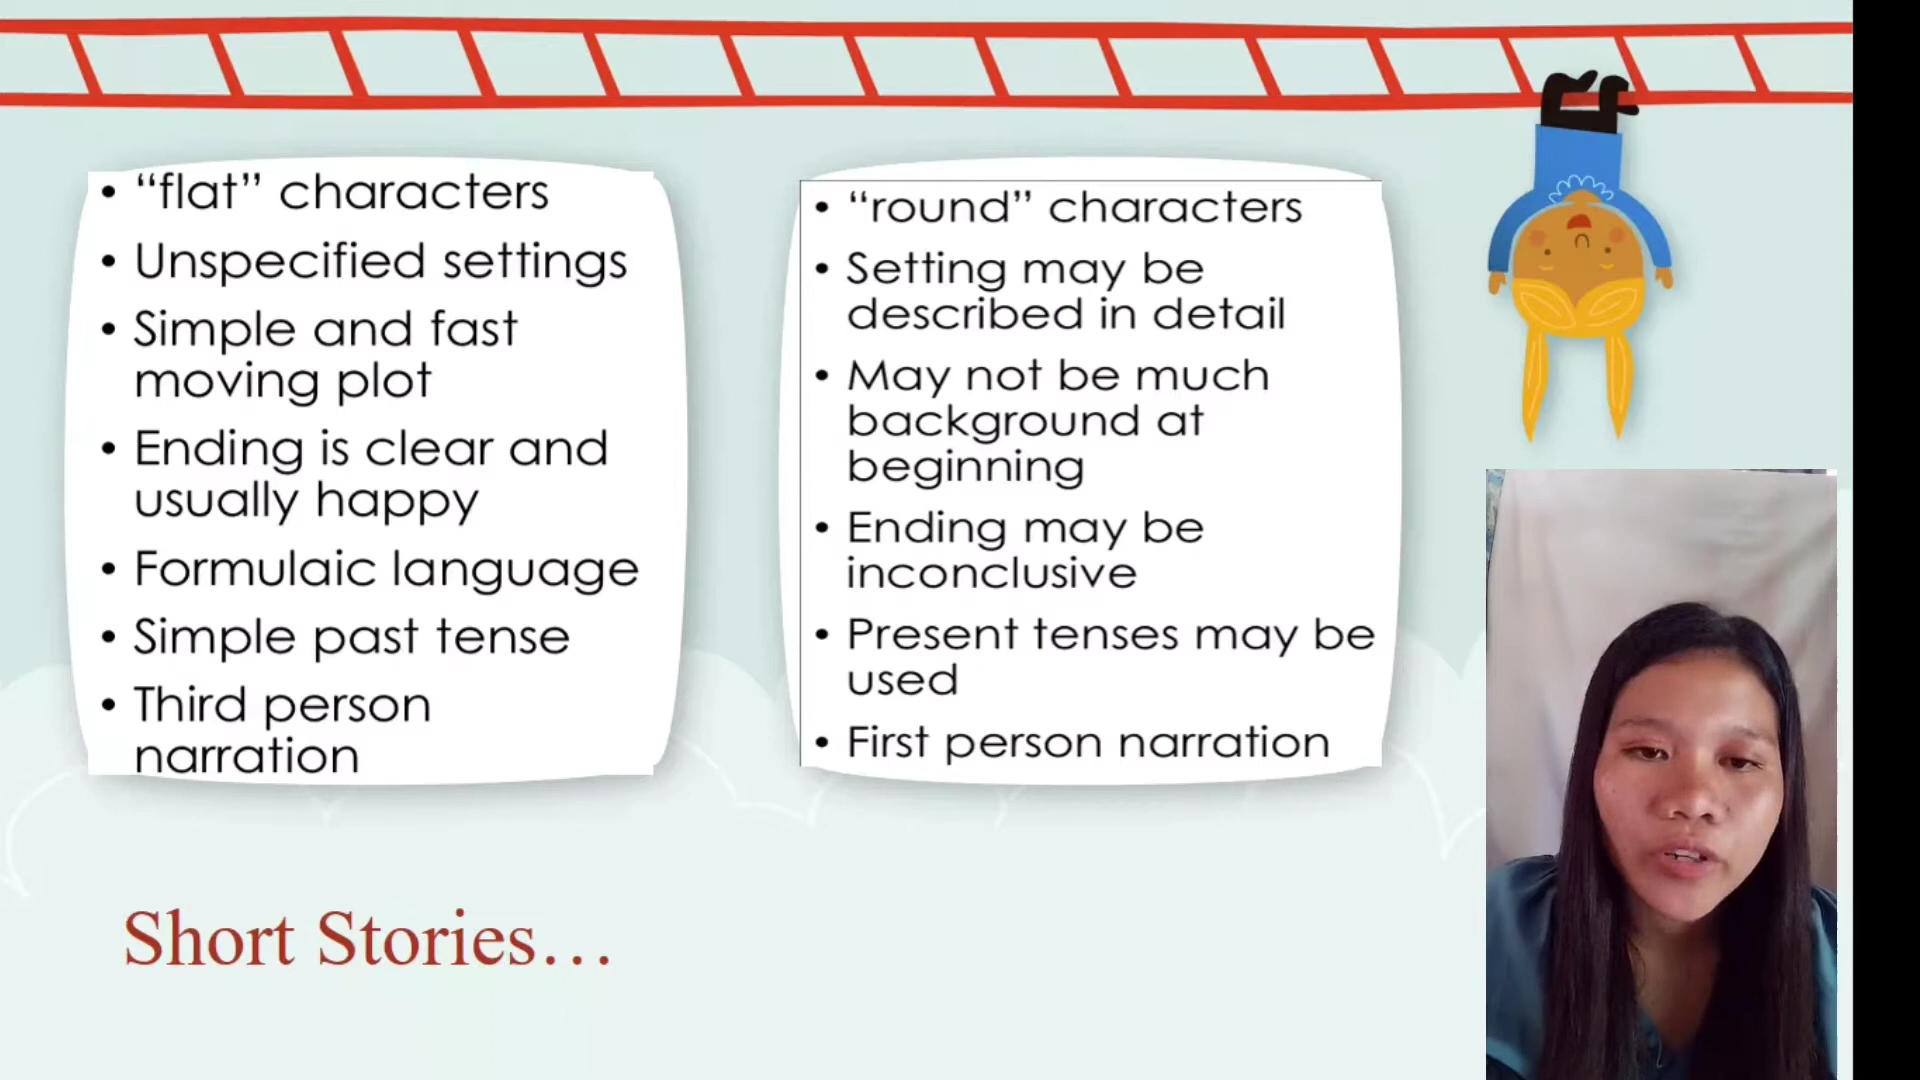 • “flat” characters
• Unspecified settings
• Simple and fast
moving plot
• Ending is clear and
usually happy
• Formulaic language
• Simple past tense
• Third person
narration
• “round” characters
• Setting may be
described in detail
• May not be much
background at
beginning
• Ending may be
inconclusive
• Present tenses may be
used
• First person narration
Short Stories…